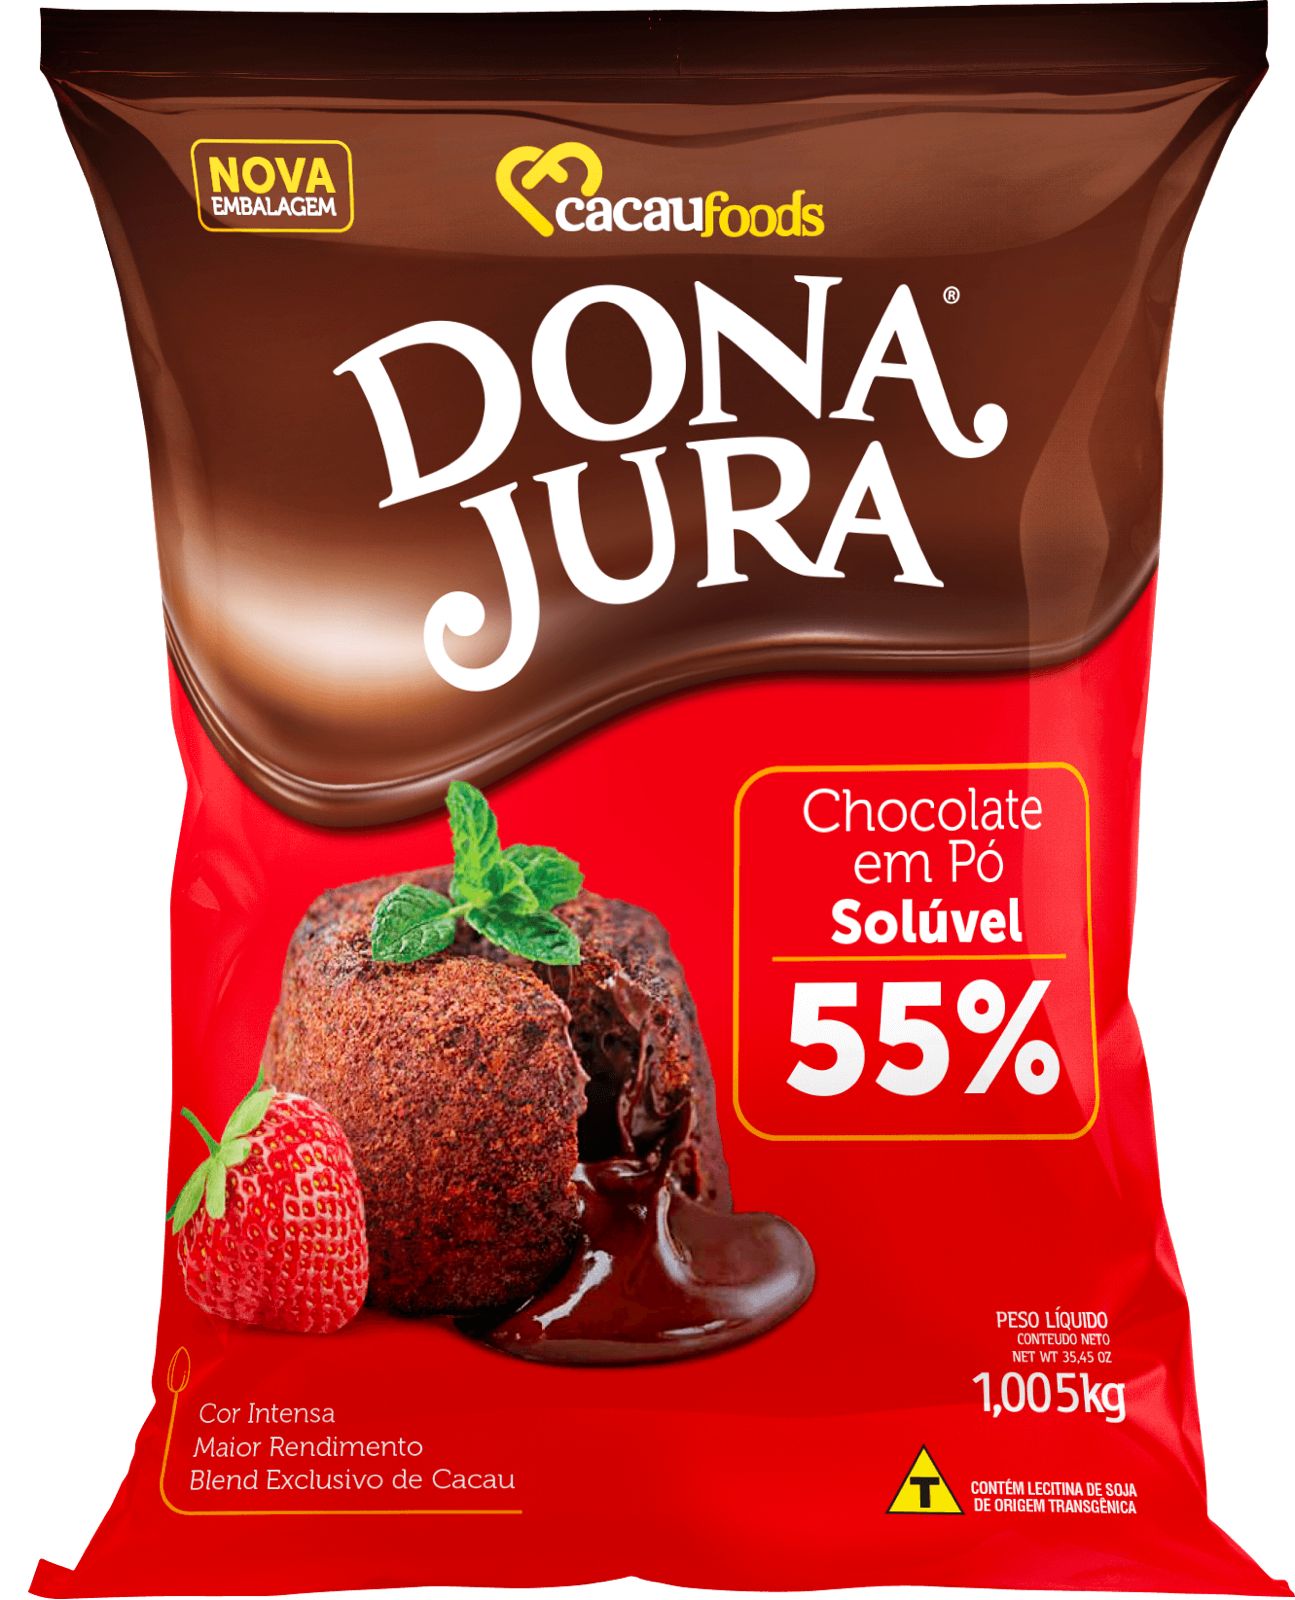 NOVA
EMBALAGEM
cacaufoods
DONA®
JURA
Chocolate
em Pó
Solúvel
55%
PESO LÍQUIDO
CONTEUDO NETO
NET WT 35,45 OZ
1,005kg
Cor Intensa
Maior Rendimento
Blend Exclusivo de Cacau
T
CONTÉM LECITINA DE SOJA
DE ORIGEM TRANSGÊNICA